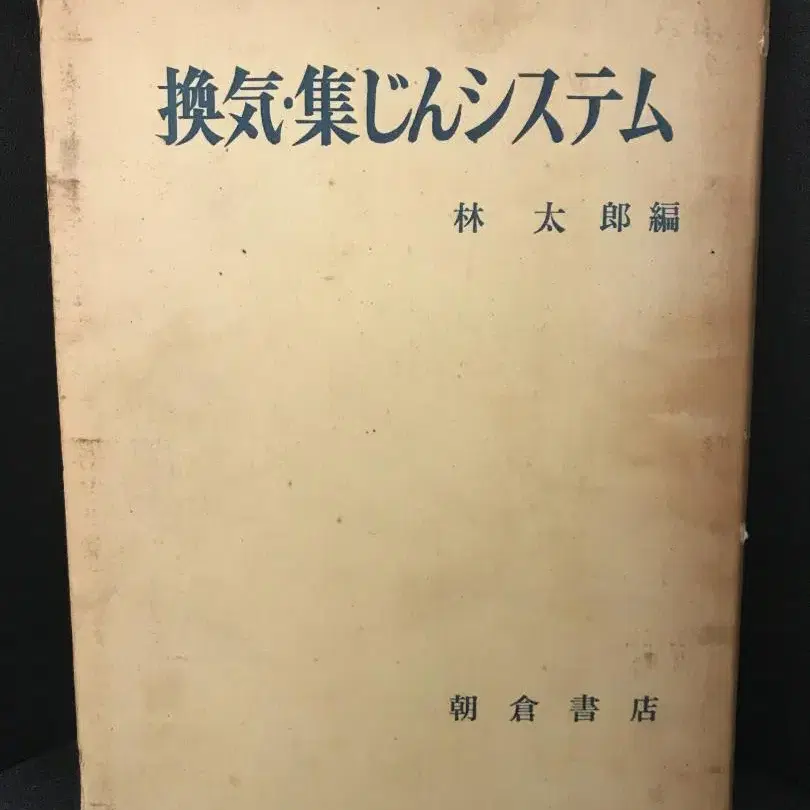 換気・集じんシステム
林 太 郎 編
朝 倉 書 店